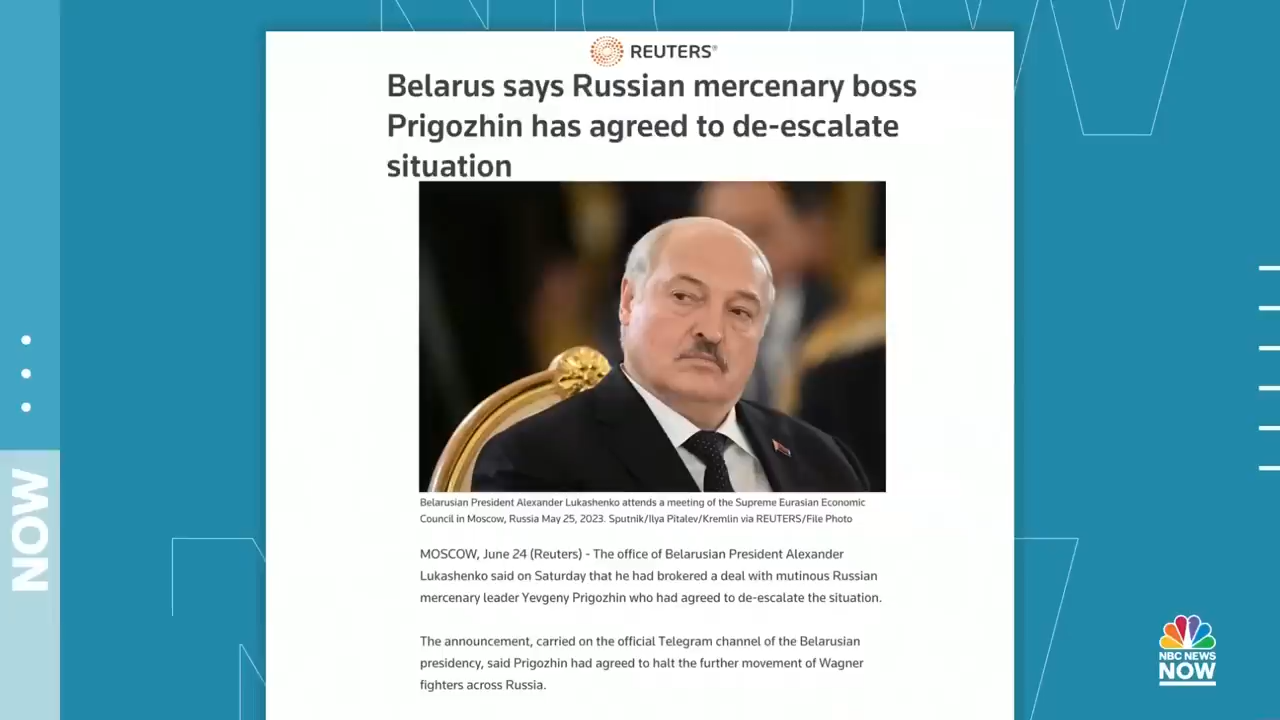 REUTERS®
Belarus says Russian mercenary boss
Prigozhin has agreed to de-escalate
situation
Belarusian President Alexander Lukashenko attends a meeting of the Supreme Eurasian Economic
Council in Moscow, Russia May 25, 2023. Sputnik/Ilya Pitalev/Kremlin via REUTERS/File Photo
MOSCOW, June 24 (Reuters) - The office of Belarusian President Alexander
Lukashenko said on Saturday that he had brokered a deal with mutinous Russian
mercenary leader Yevgeny Prigozhin who had agreed to de-escalate the situation.
The announcement, carried on the official Telegram channel of the Belarusian
presidency, said Prigozhin had agreed to halt the further movement of Wagner
fighters across Russia.
NOW
NBC NEWS
NOW